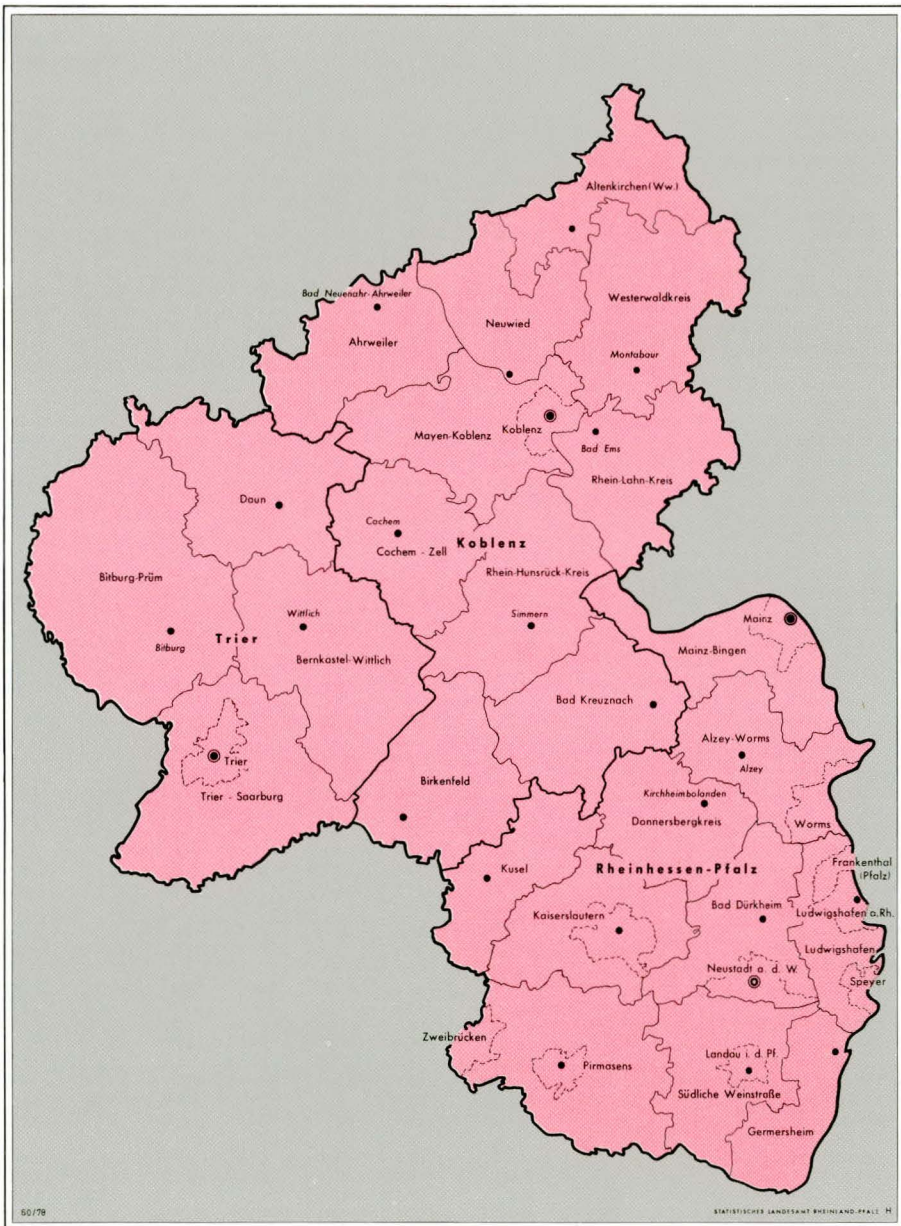 Altenkirchen (Ww.)
Bad Neuenahr-Ahrweiler
Westerwaldkreis
Neuwied
Ahrweiler
Montabaur
Mayen-Koblenz
Koblenz
Bad Ems
Rhein-Lahn-Kreis
Daun
Cochem
Koblenz
Cochem - Zell
Rhein-Hunsrück-Kreis
Bitburg-Prüm
Wittlich
Simmern
Mainz
Trier
Bitburg
Mainz-Bingen
Bernkastel-Wittlich
Bad Kreuznach
Alzey-Worms
Trier
Alzey
Birkenfeld
Trier - Saarburg
Kirchheimbolanden
Donnersbergkreis
Worms
Frankenthal
(Pfalz)
Kusel
Rheinhessen-Pfalz
Bad Dürkheim
Kaiserslautern
Ludwigshafen a.Rh.
Ludwigshafen
Neustadt a. d. W.
Speyer
Zweibrücken
Landau i. d. Pf.
Pirmasens
Südliche Weinstraße
Germersheim
50/78
STATISTISCHES LANDESAMT RHEINLAND-PFALZ H